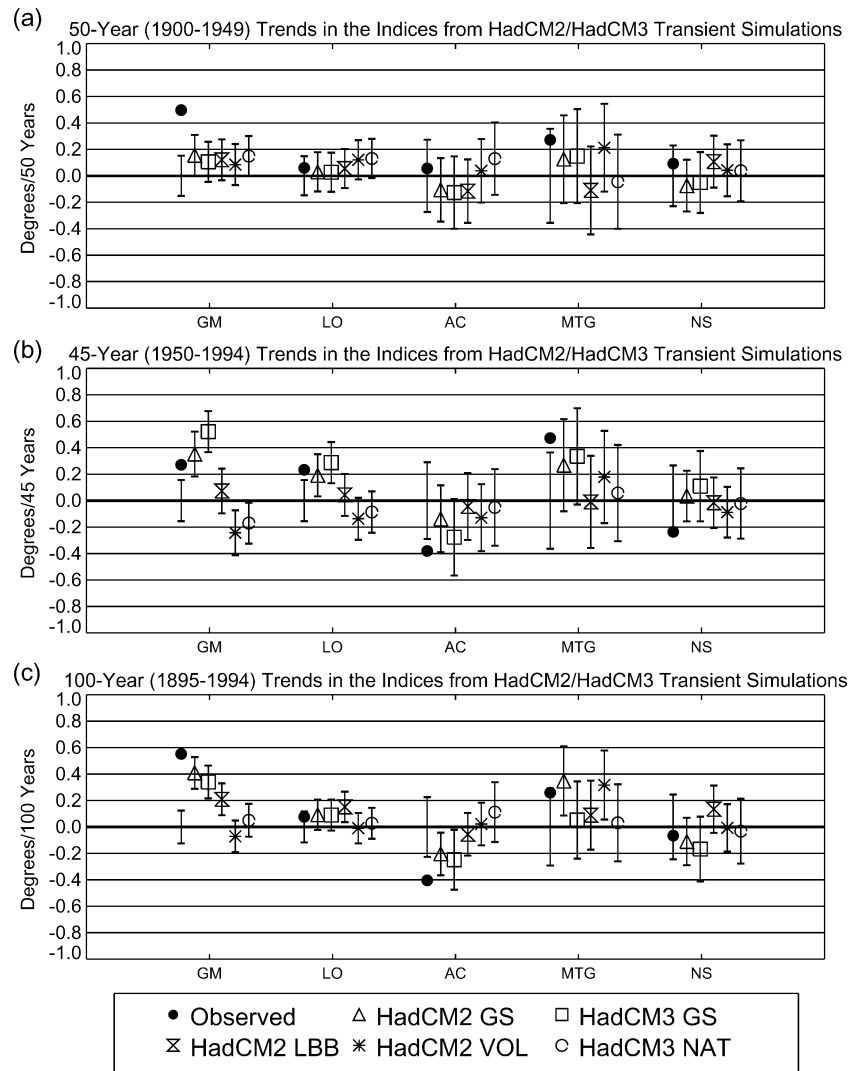 (a)
50-Year (1900-1949) Trends in the Indices from HadCM2/HadCM3 Transient Simulations
1.0
0.8
0.6
0.4
0.2
0.0
-0.2
-0.4
-0.6
-0.8
-1.0
Degrees/50 Years
GM LO AC MTG NS
(b)
45-Year (1950-1994) Trends in the Indices from HadCM2/HadCM3 Transient Simulations
1.0
0.8
0.6
0.4
0.2
0.0
-0.2
-0.4
-0.6
-0.8
-1.0
Degrees/45 Years
GM LO AC MTG NS
(c)
100-Year (1895-1994) Trends in the Indices from HadCM2/HadCM3 Transient Simulations
1.0
0.8
0.6
0.4
0.2
0.0
-0.2
-0.4
-0.6
-0.8
-1.0
Degrees/100 Years
GM LO AC MTG NS
Observed HadCM2 GS HadCM3 GS
HadCM2 LBB HadCM2 VOL HadCM3 NAT